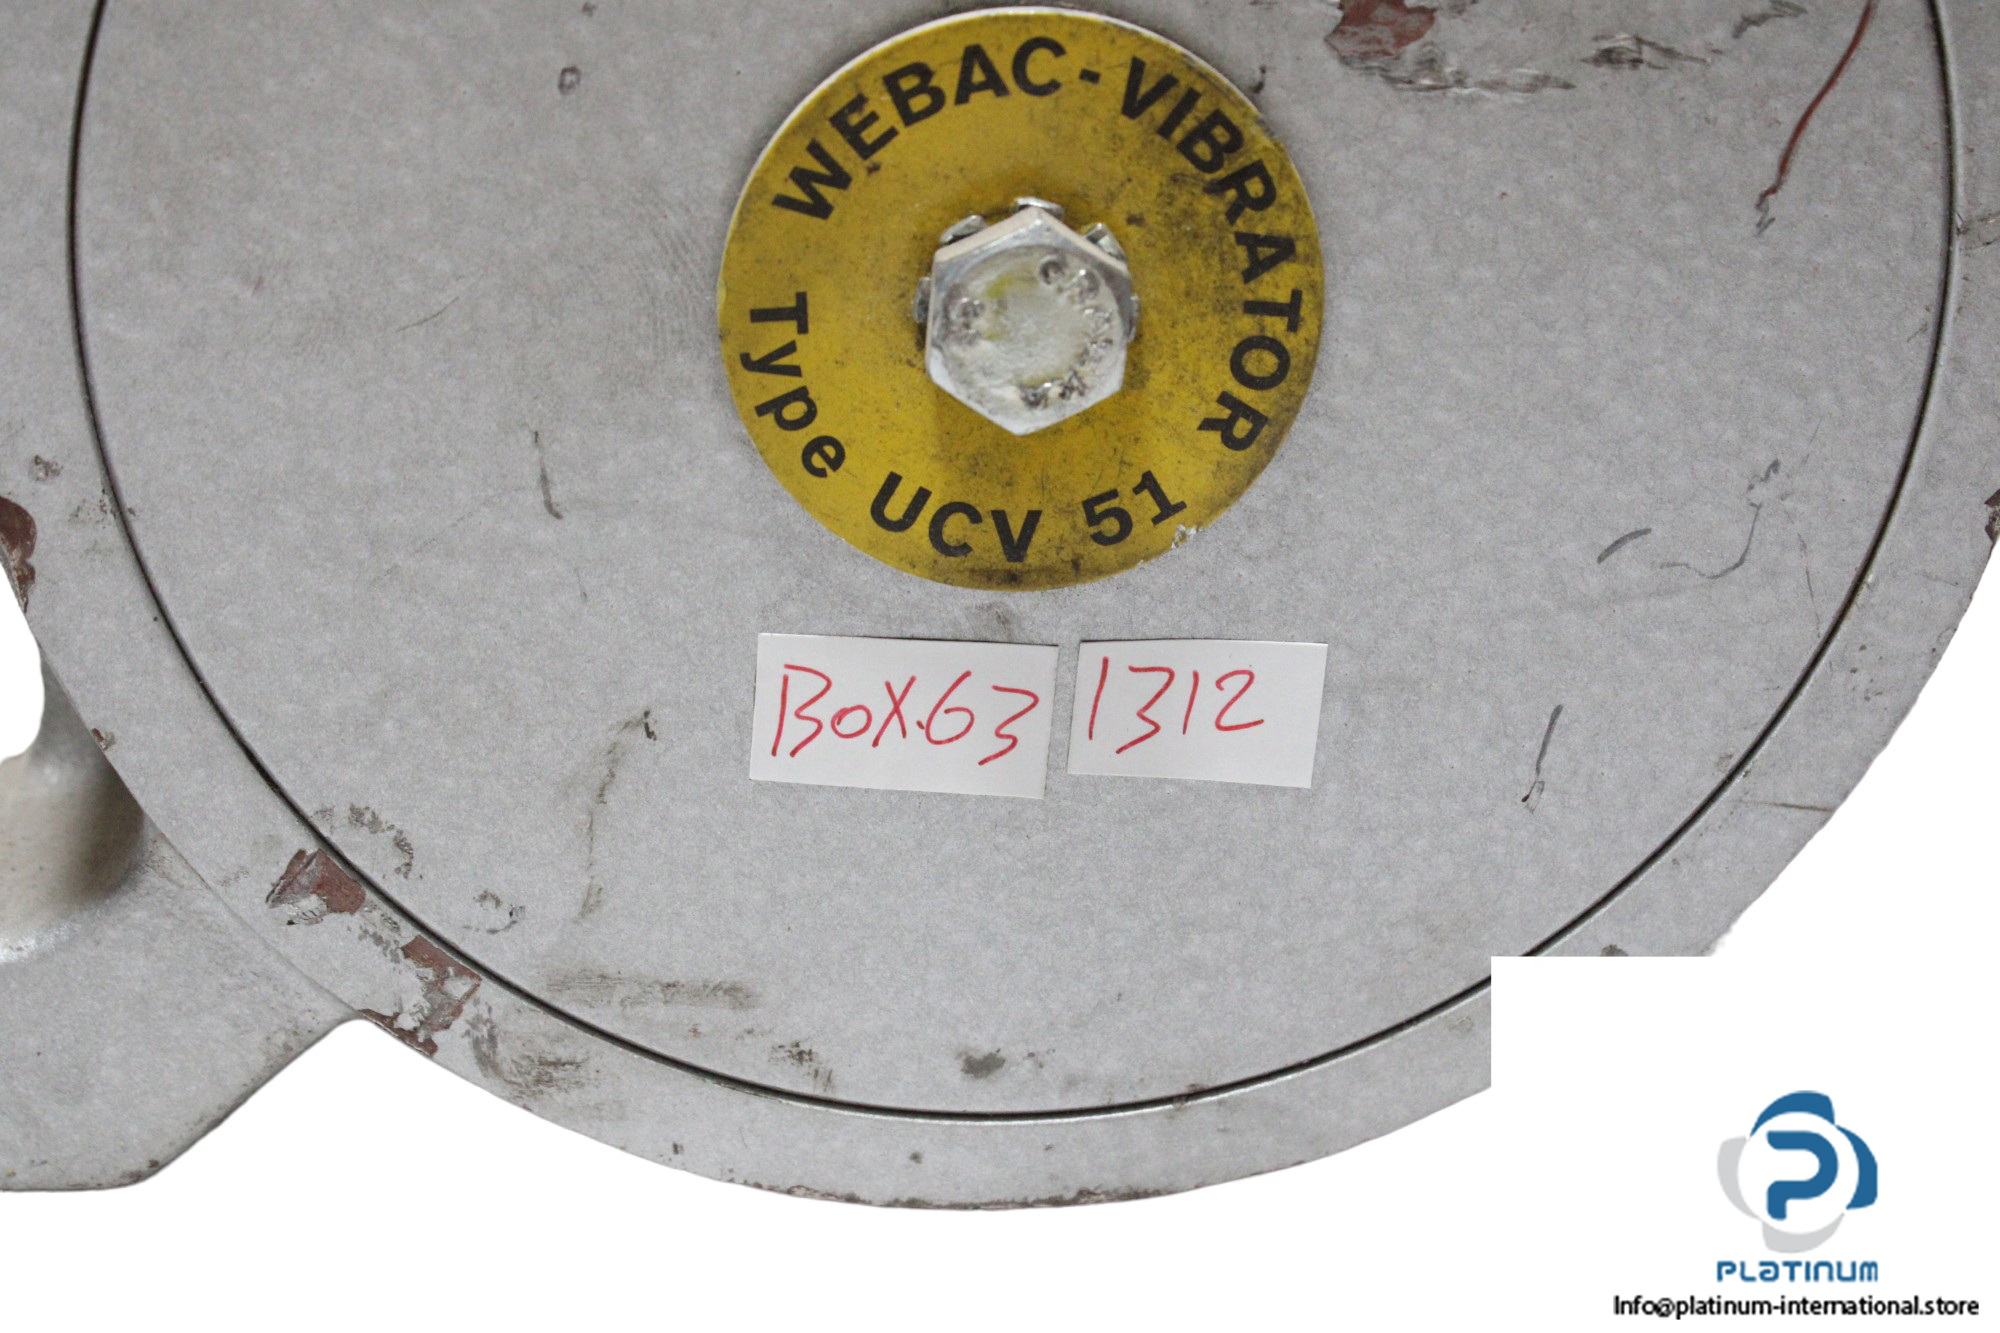 WEBAC-VIBRATOR
Type UCV 51
BOX.63
1312
PLATINUM
Info@platinum-international.store